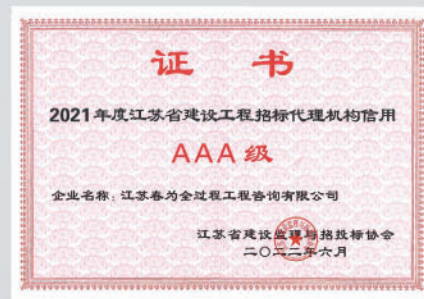 证 书
2021年度江苏省建设工程招标代理机构信用
AAA 级
企业名称：江苏春为全过程工程咨询有限公司
江苏省建设监理与招投标协会
二〇二二年六月